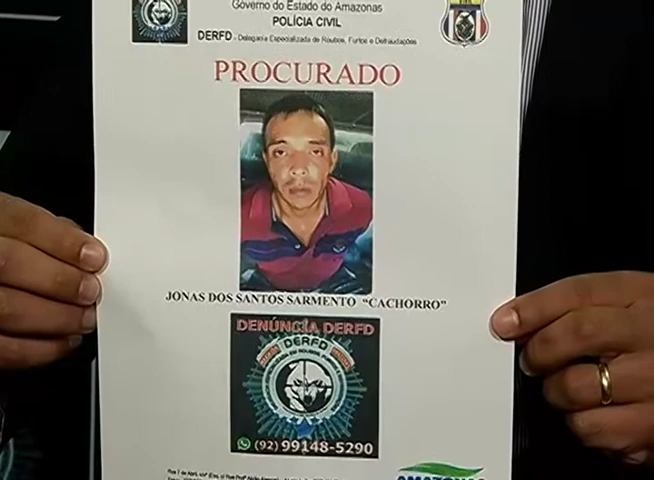 Governo do Estado do Amazonas
POLÍCIA CIVIL
DERFD - Delegacia Especializada de Roubos, Furtos e Defraudações
PROCURADO
JONAS DOS SANTOS SARMENTO "CACHORRO"
DENÚNCIA DERFD
DERFD
(92) 99148-5290
AMAZONAS